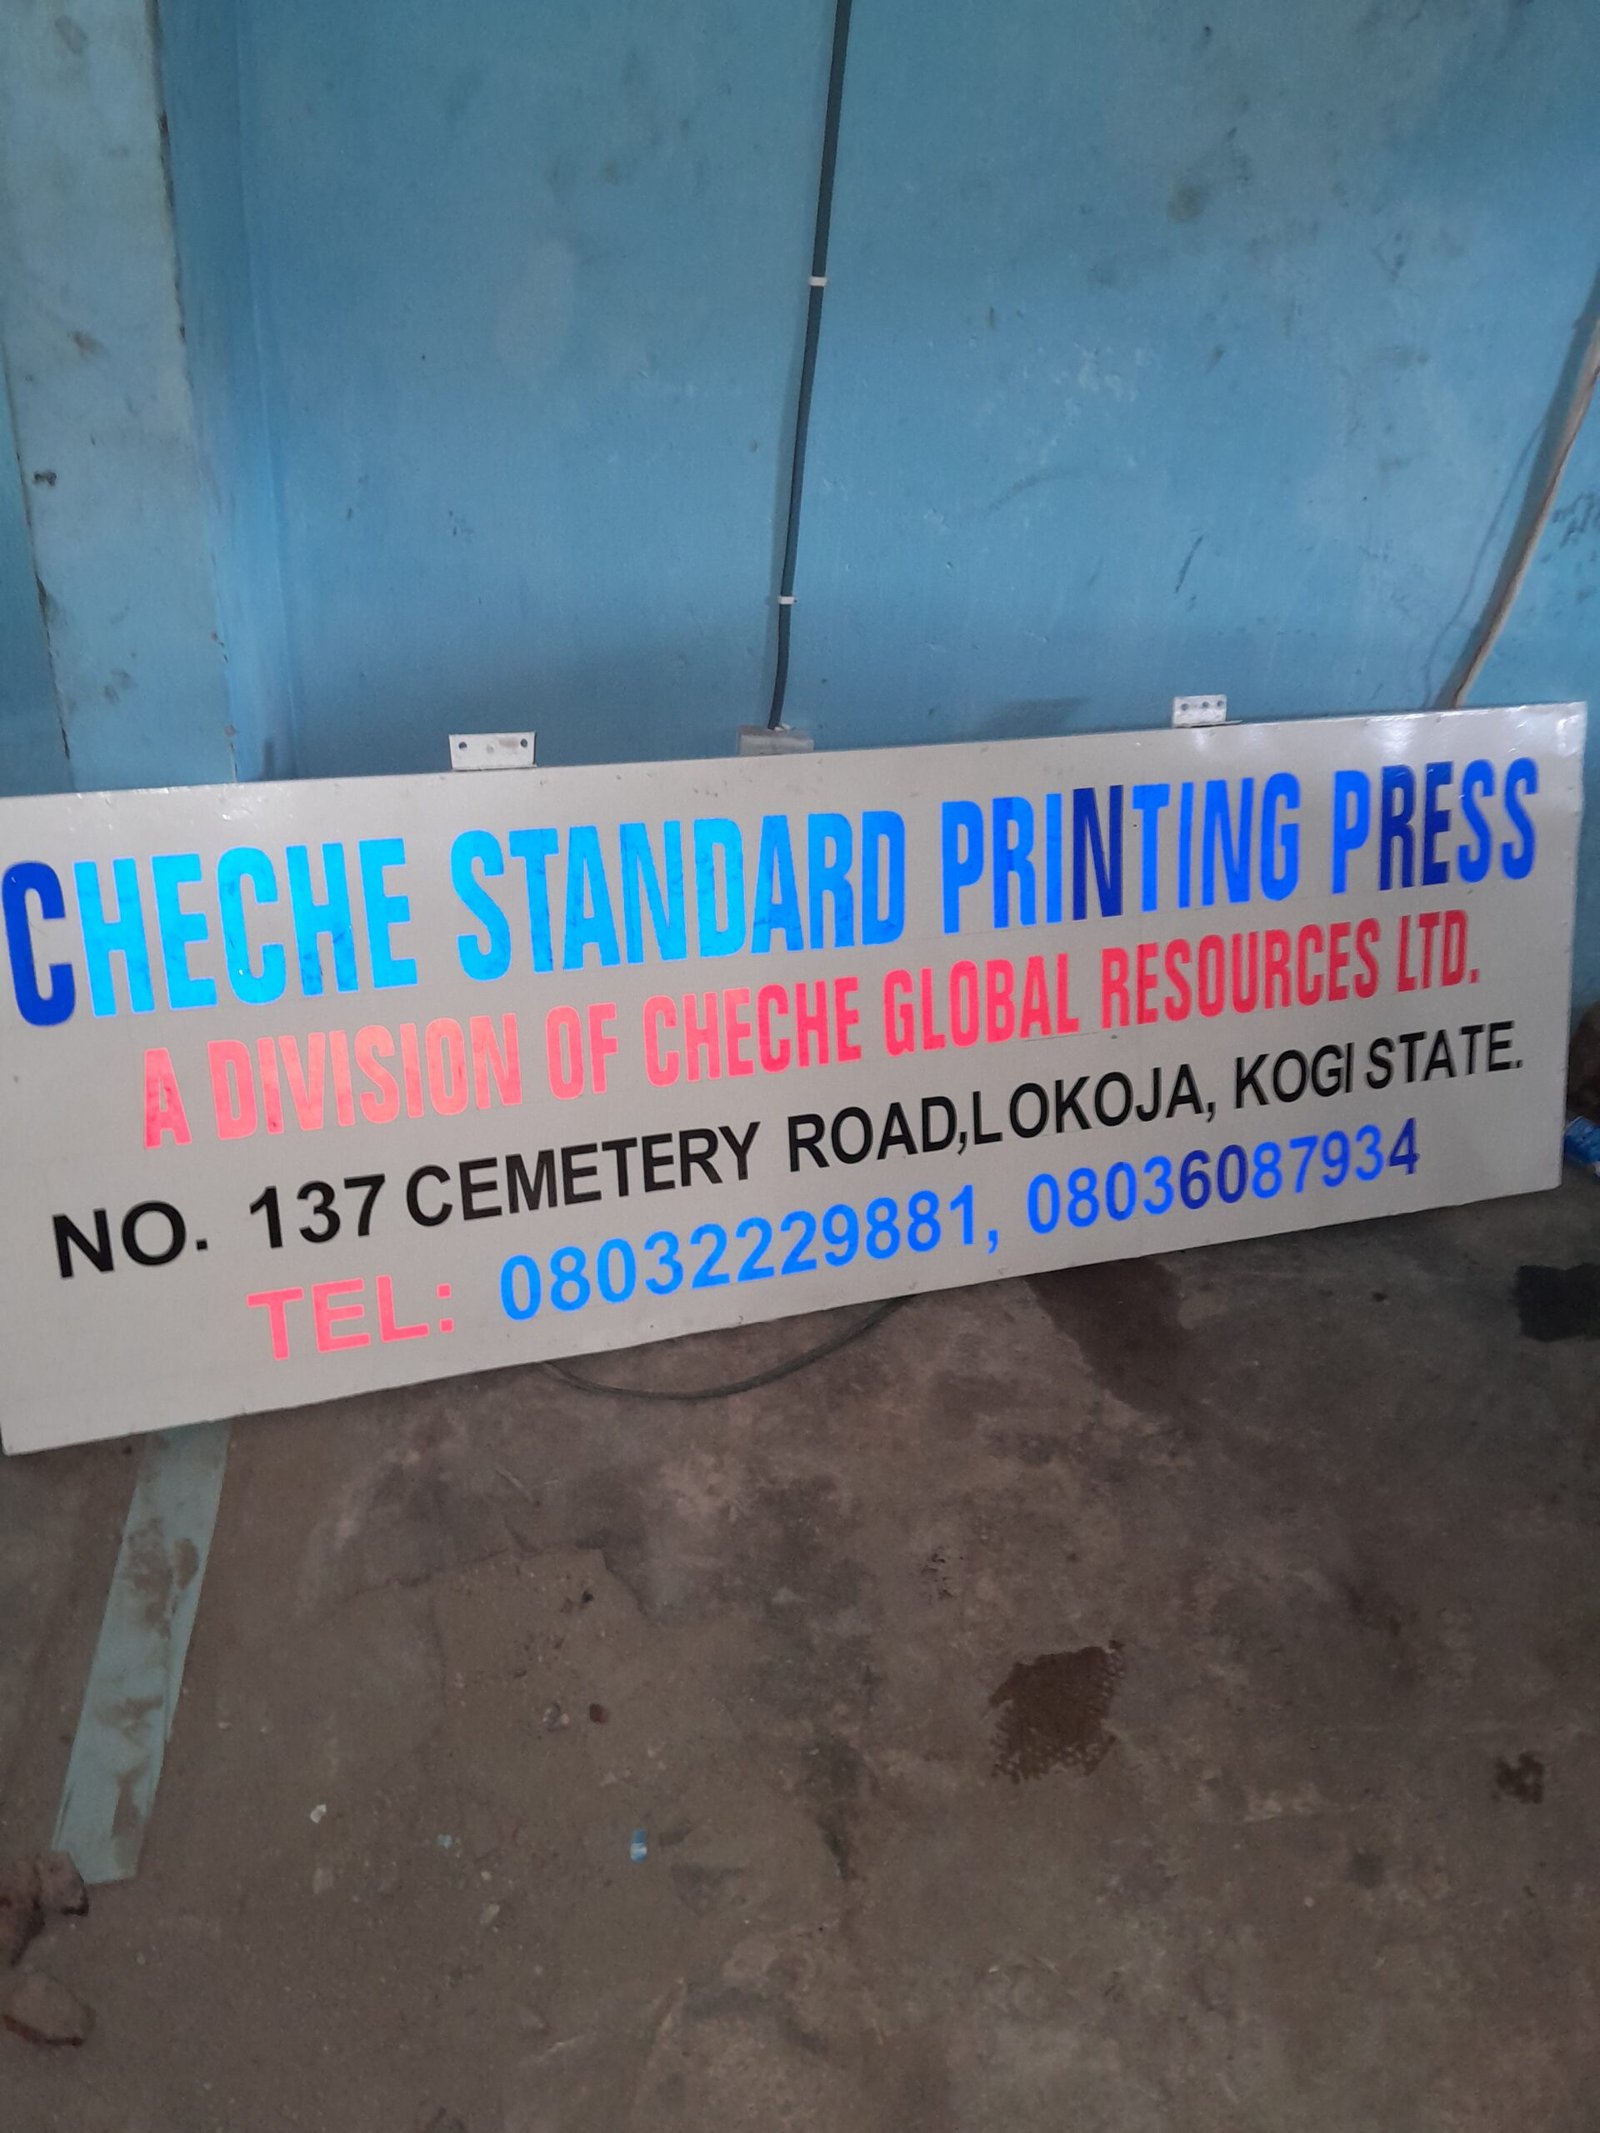 CHECHE STANDARD PRINTING PRESS
A DIVISION OF CHECHE GLOBAL RESOURCES LTD.
NO. 137 CEMETERY ROAD,LOKOJA, KOGI STATE.
TEL: 08032229881, 08036087934